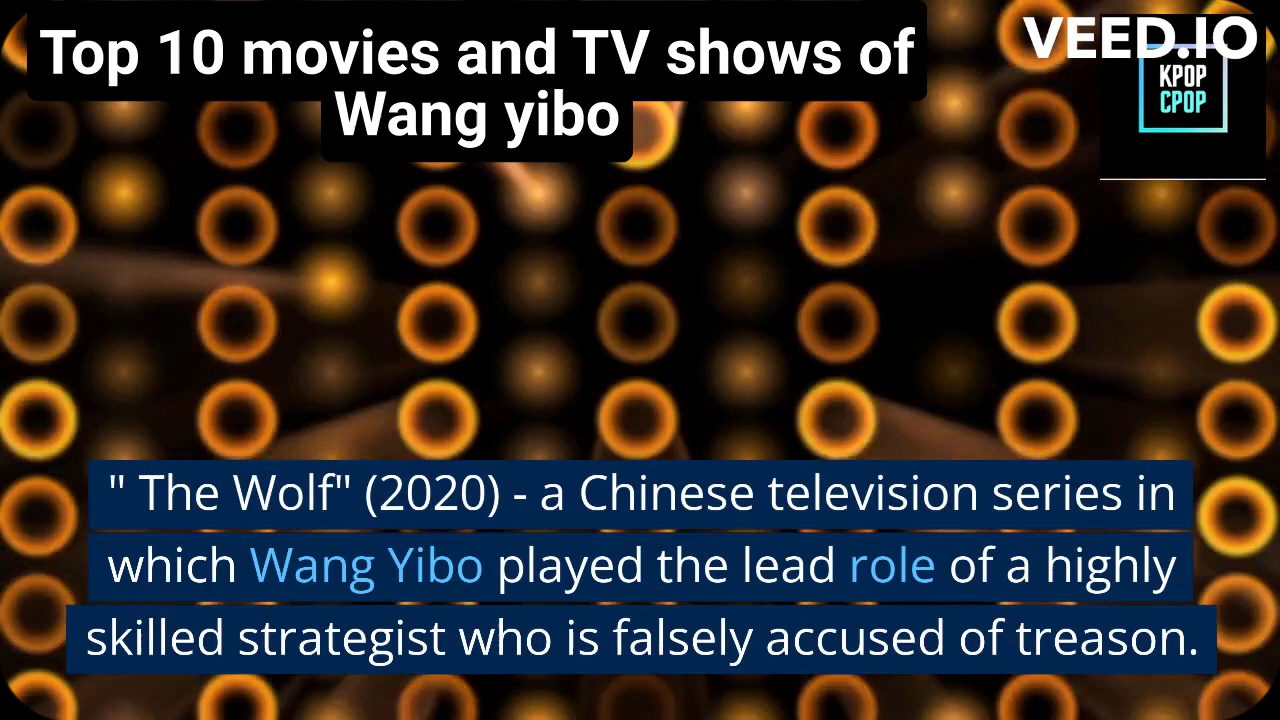 Top 10 movies and TV shows of
Wang yibo
VEED.IO
KPOP
CPOP
" The Wolf" (2020) - a Chinese television series in
which Wang Yibo played the lead role of a highly
skilled strategist who is falsely accused of treason.